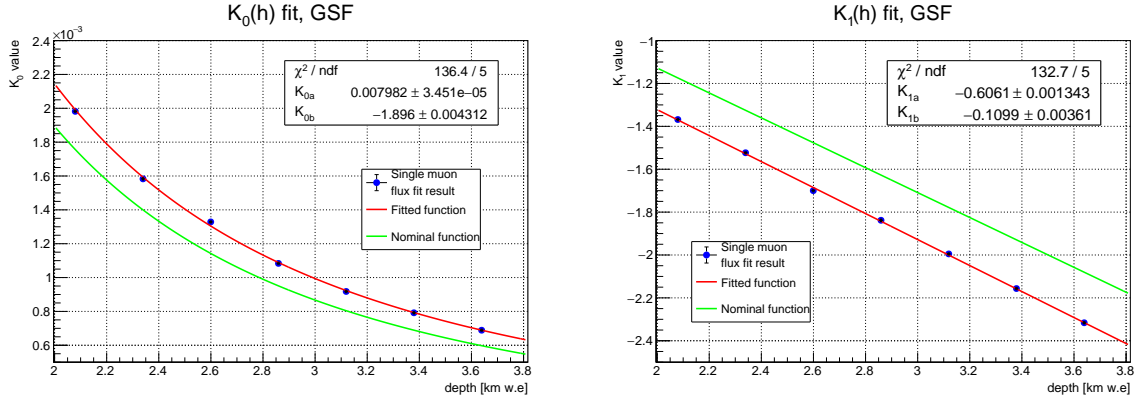 K0(h) fit, GSF
×10−3
K0 value
2.4
2.2
2
1.8
1.6
1.4
1.2
1
0.8
0.6
χ2 / ndf 136.4 / 5
K0a 0.007982 ± 3.451e−05
K0b −1.896 ± 0.004312
Single muon
flux fit result
Fitted function
Nominal function
2 2.2 2.4 2.6 2.8 3 3.2 3.4 3.6 3.8
depth [km w.e]
K1(h) fit, GSF
K1 value
−1
−1.2
−1.4
−1.6
−1.8
−2
−2.2
−2.4
χ2 / ndf 132.7 / 5
K1a −0.6061 ± 0.001343
K1b −0.1099 ± 0.00361
Single muon
flux fit result
Fitted function
Nominal function
2 2.2 2.4 2.6 2.8 3 3.2 3.4 3.6 3.8
depth [km w.e]